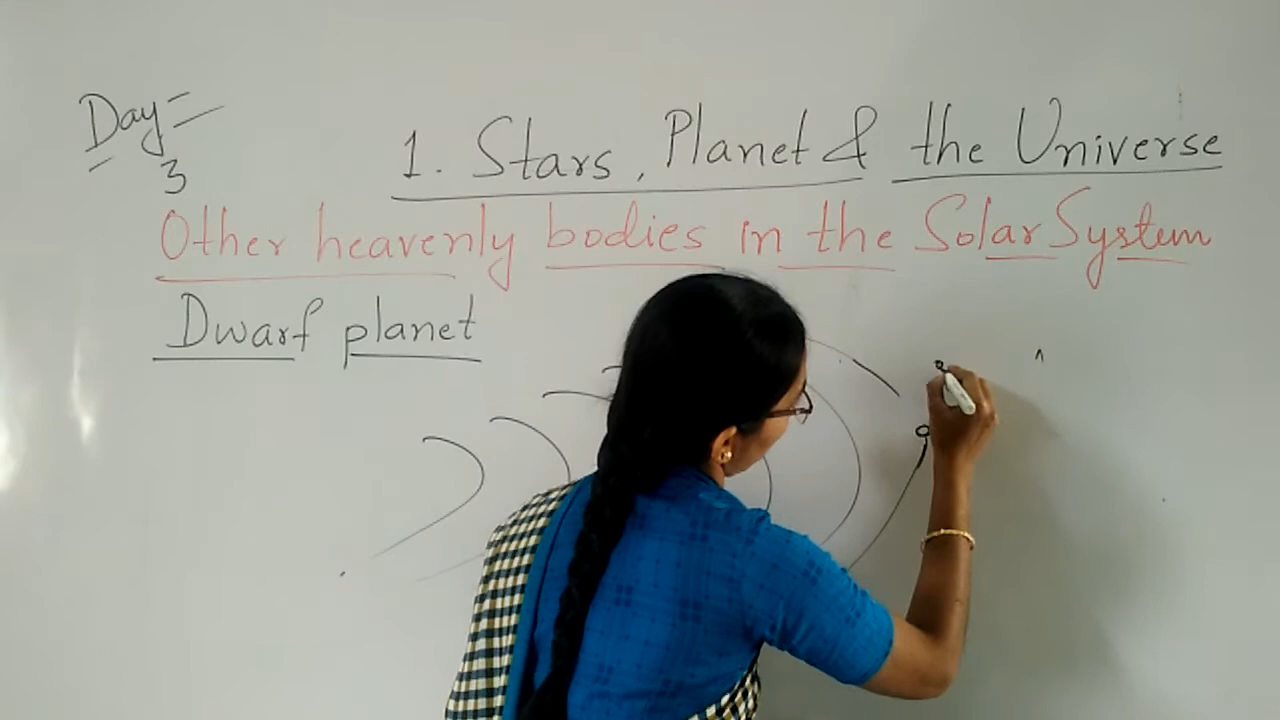 Day =
3
1. Stars, Planet & the Universe
Other heavenly bodies in the Solar System
Dwarf planet